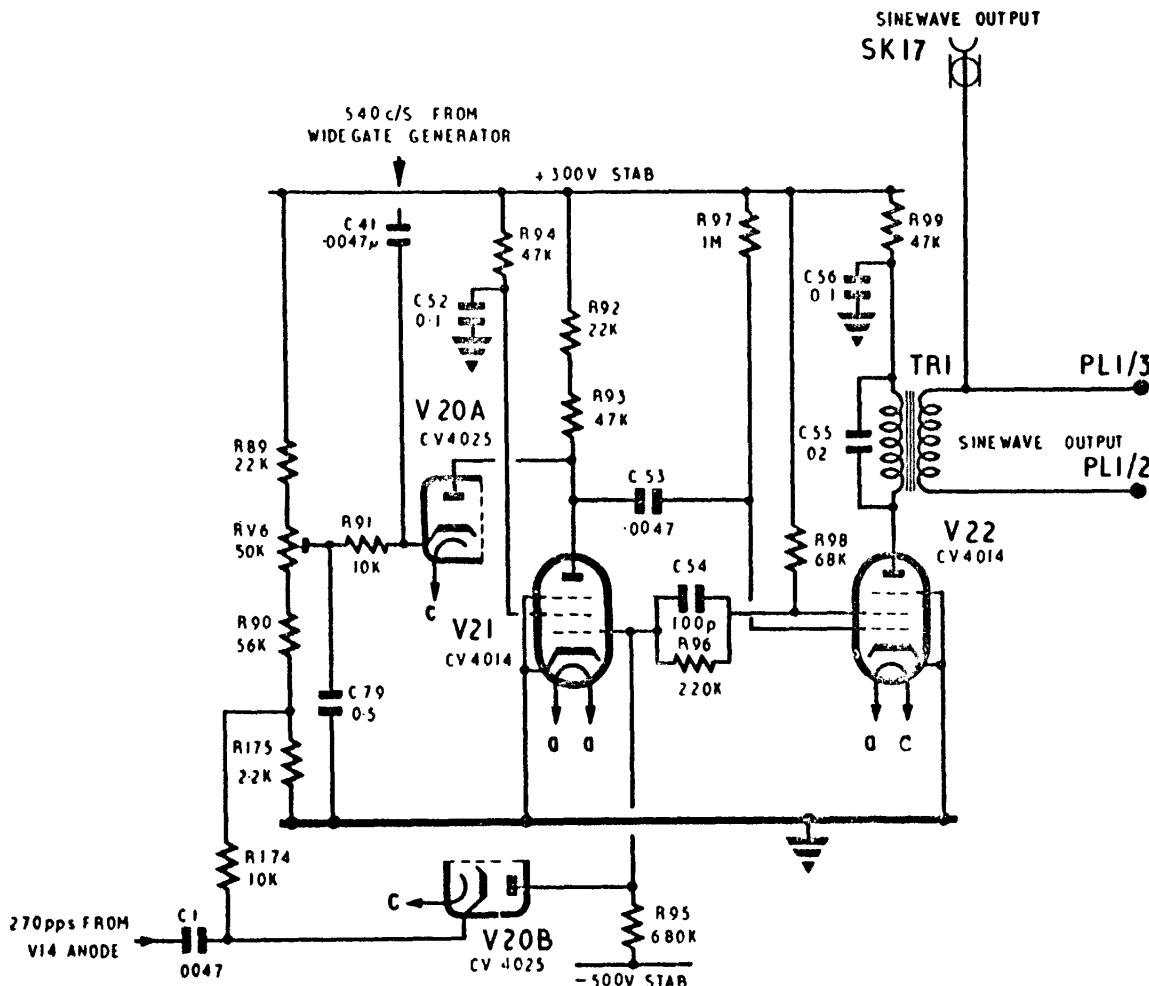 SINEWAVE OUTPUT
SK17
540 c/s FROM
WIDEGATE GENERATOR
+300V STAB
C41
·0047µ
R94
47K
R97
1M
R99
47K
C52
0·1
R92
22K
C56
0 1
TR1
PL1/3
V20A
CV4025
R93
47K
R89
22K
C55
02
SINEWAVE OUTPUT
PL1/2
C53
·0047
RV6
50K
R91
10K
R98
68K
V22
CV4014
C
C54
100p
R90
56K
V21
CV4014
R96
220K
C79
0.5
a
a
a
C
R175
2.2K
R174
10K
C
270pps FROM
V14 ANODE
C1
0047
V20B
CV 4025
R95
680K
−500V STAB